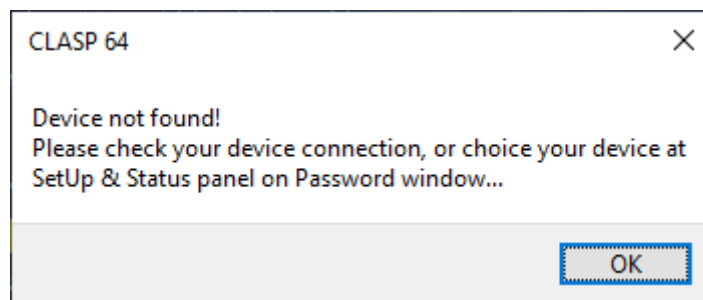 CLASP 64
Device not found!
Please check your device connection, or choice your device at
SetUp & Status panel on Password window...
OK